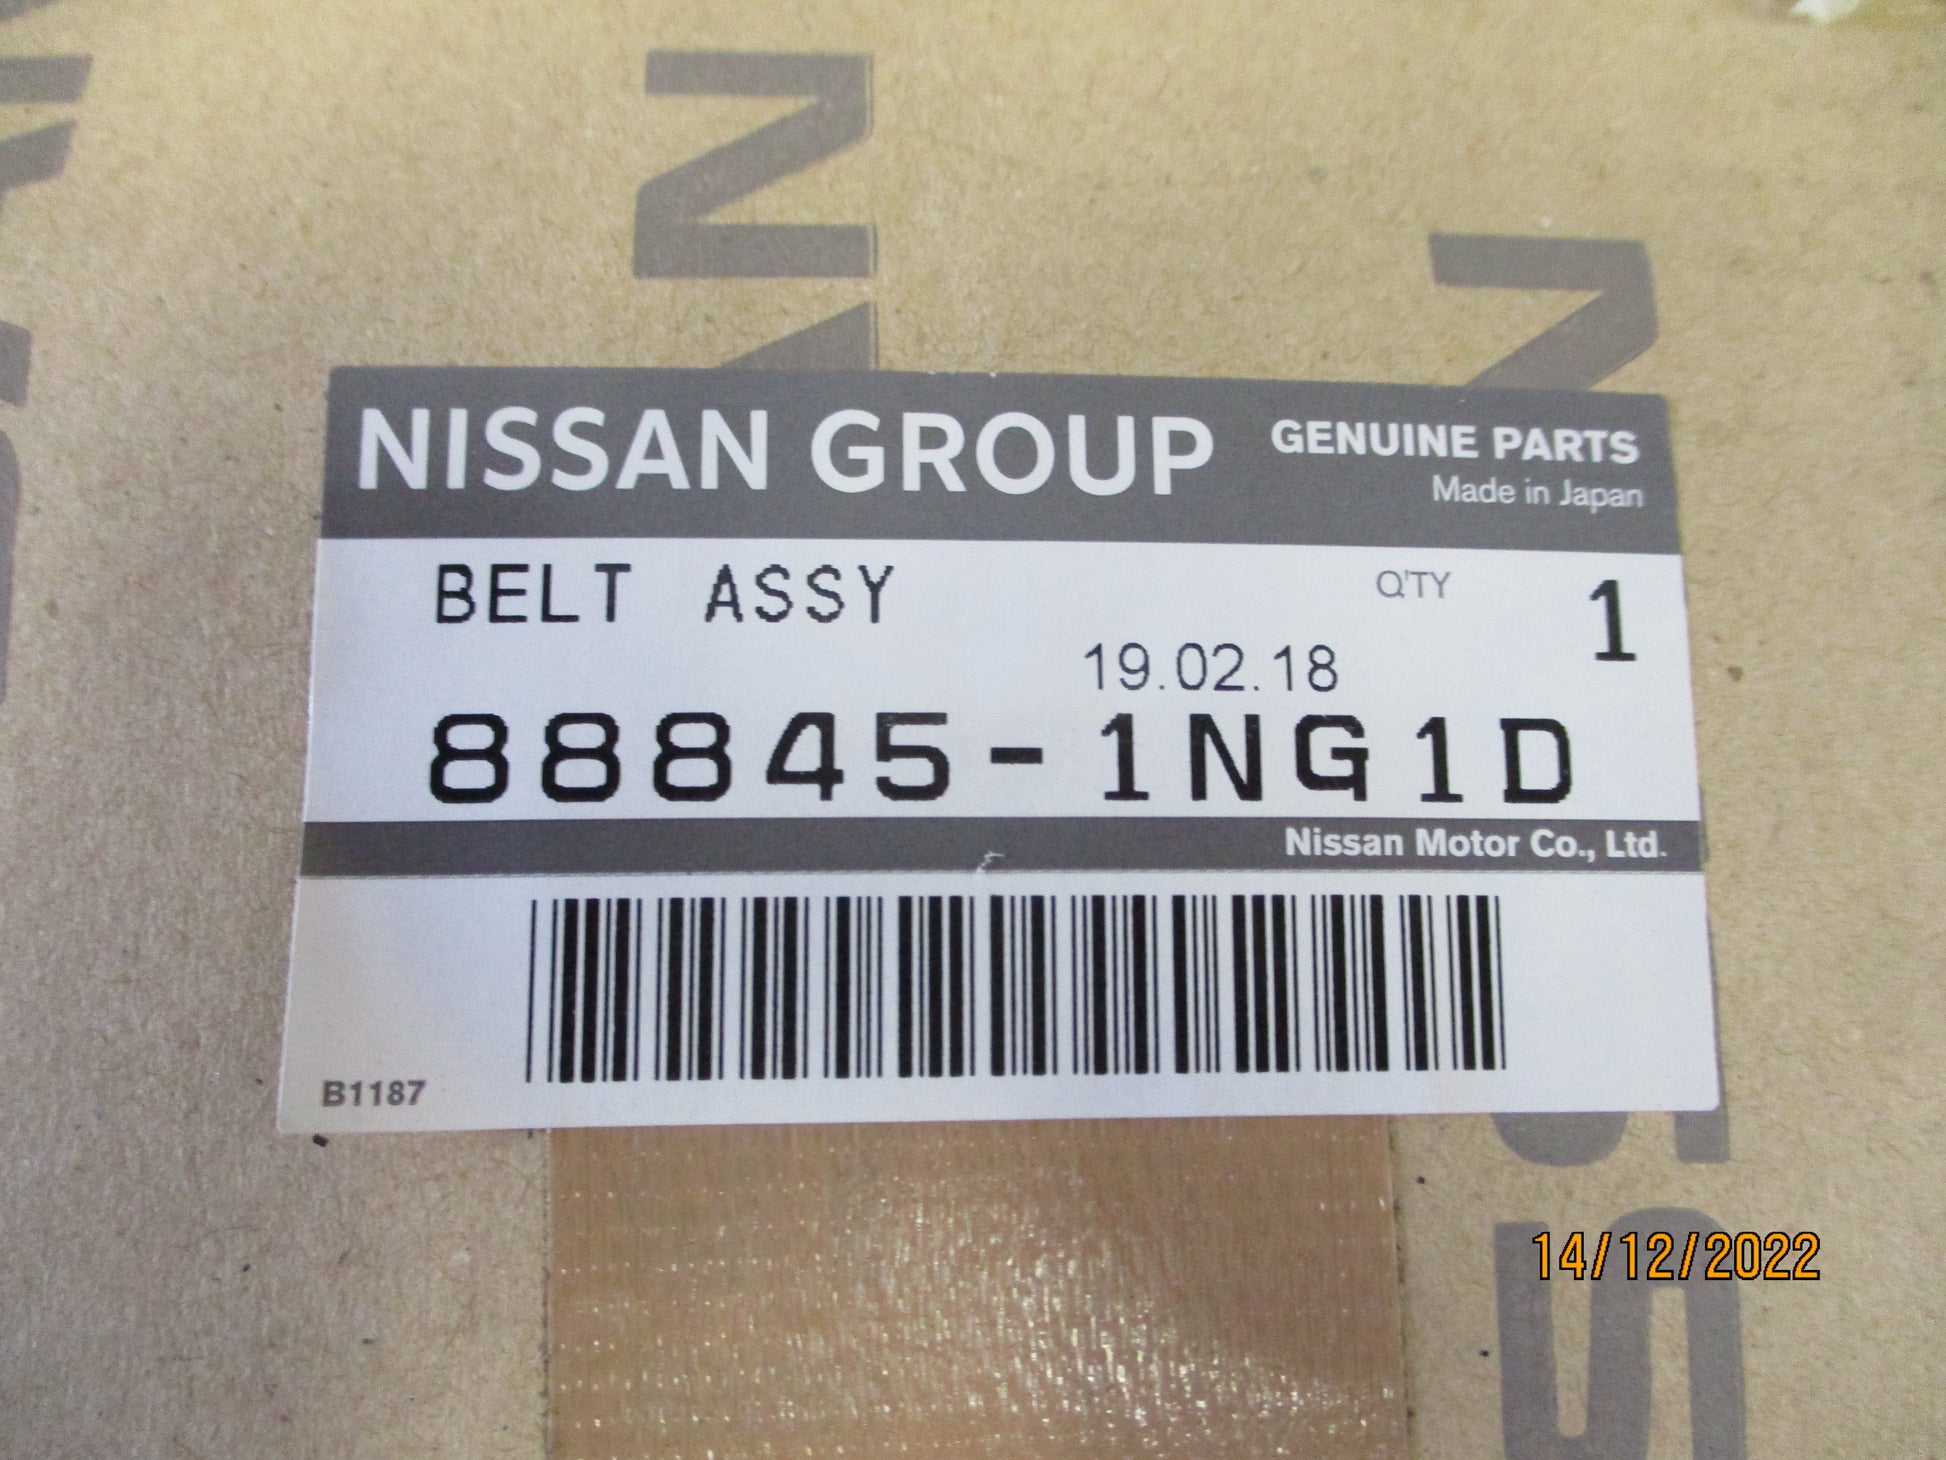 NISSAN GROUP
GENUINE PARTS
Made in Japan
BELT ASSY
Q'TY 1
19.02.18
88845-1NG1D
Nissan Motor Co., Ltd.
B1187
14/12/2022